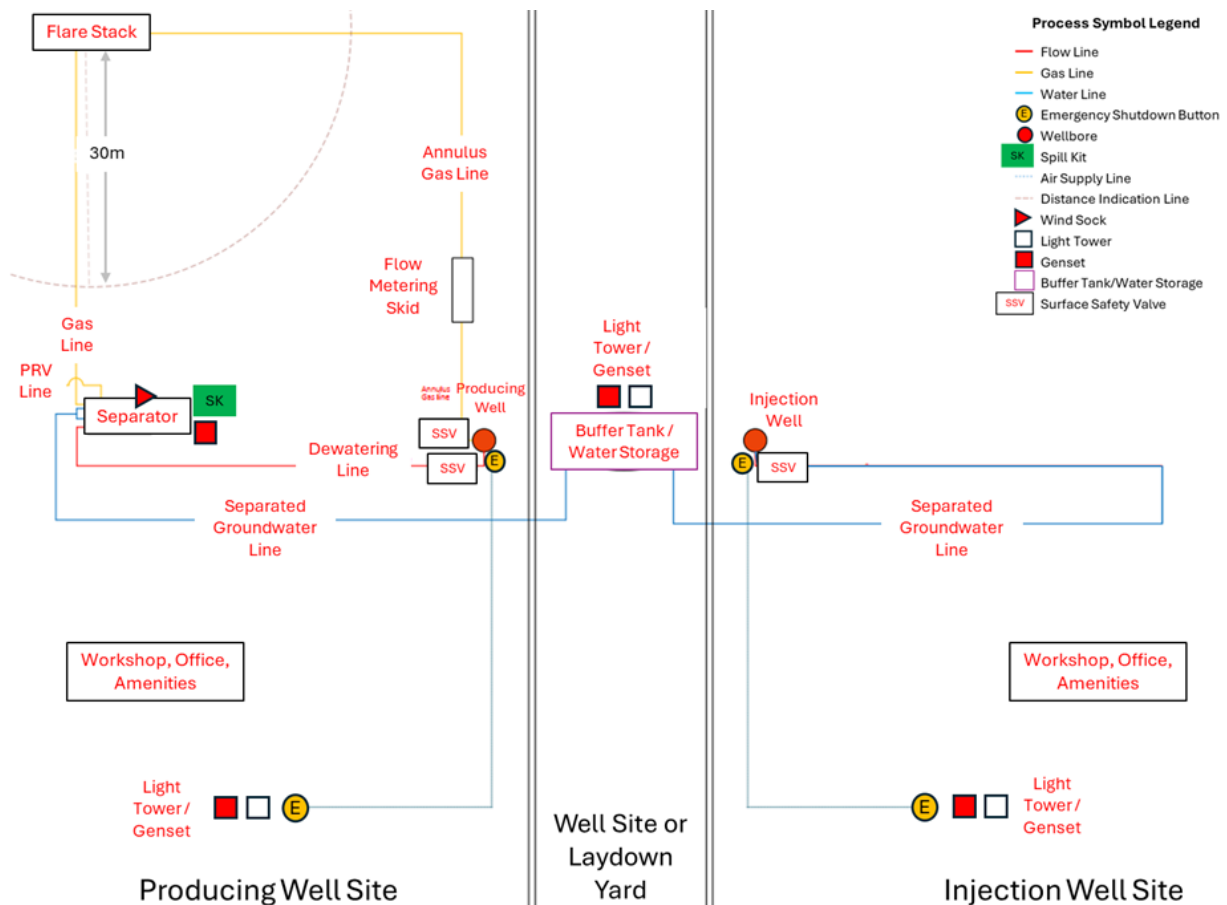 Flare Stack
30m
Annulus
Gas Line
Flow
Metering
Skid
Gas
Line
PRV
Line
Separator
SK
Annulus
Gas line
Producing
Well
SSV
SSV
E
Dewatering
Line
Separated
Groundwater
Line
Workshop, Office,
Amenities
Light
Tower /
Genset
E
Producing Well Site
Light
Tower /
Genset
Buffer Tank /
Water Storage
Well Site or
Laydown
Yard
Process Symbol Legend
Flow Line
Gas Line
Water Line
E
Emergency Shutdown Button
Wellbore
SK
Spill Kit
Air Supply Line
Distance Indication Line
Wind Sock
Light Tower
Genset
Buffer Tank/Water Storage
SSV
Surface Safety Valve
Injection
Well
E
SSV
Separated
Groundwater
Line
Workshop, Office,
Amenities
E
Light
Tower /
Genset
Injection Well Site